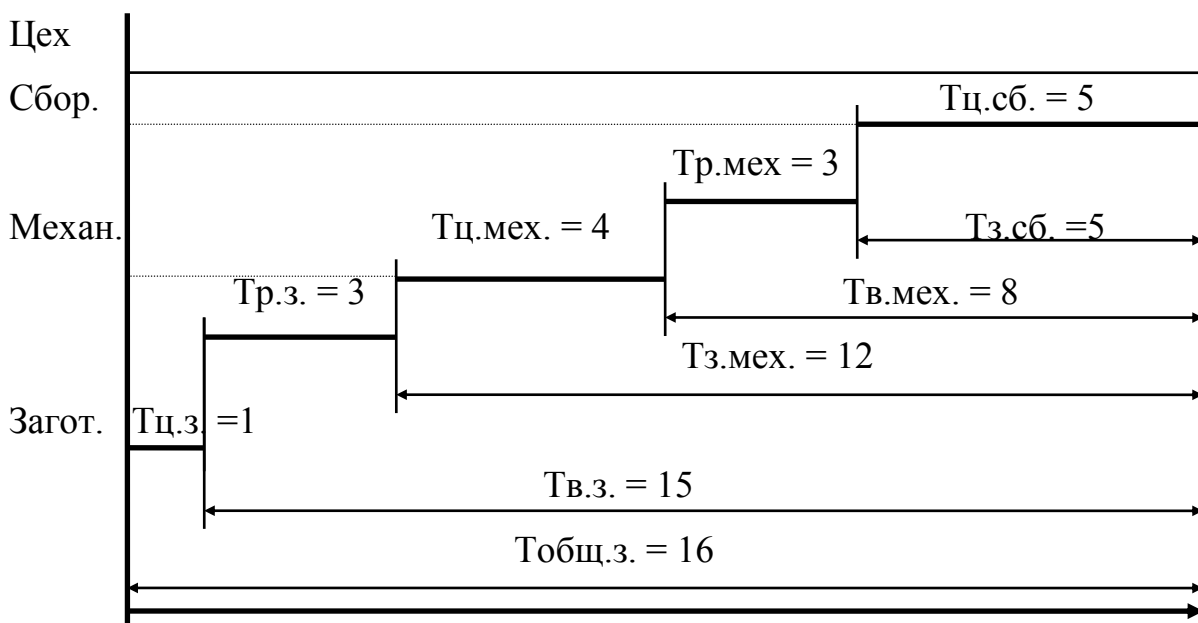 Цех
Сбор.
Тц.сб. = 5
Тр.мех = 3
Механ.
Тц.мех. = 4
Тз.сб. =5
Тр.з. = 3
Тв.мех. = 8
Тз.мех. = 12
Загот.
Тц.з. =1
Тв.з. = 15
Тобщ.з. = 16